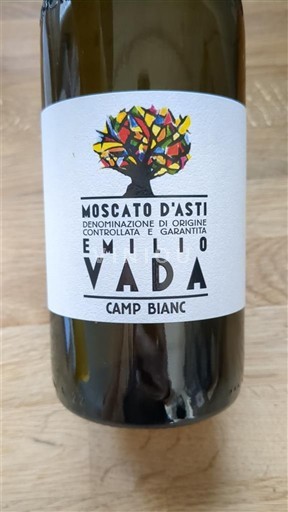 MOSCATO D'ASTI
DENOMINAZIONE DI ORIGINE
CONTROLLATA E GARANTITA
EMILIO
VADA
CAMP BIANC